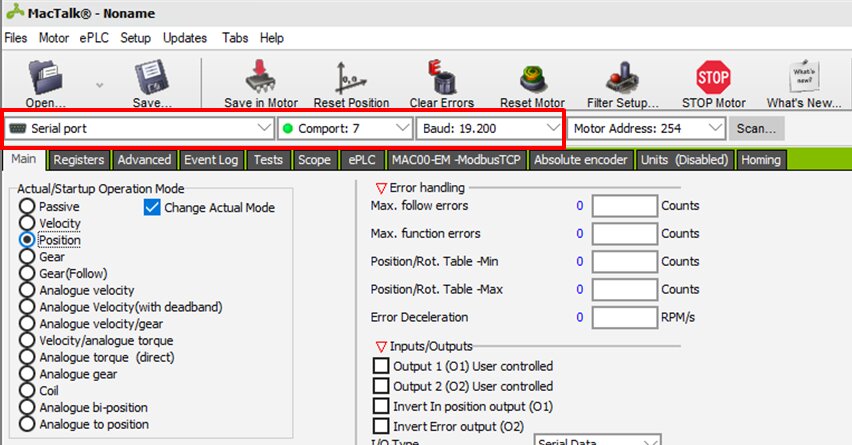 MacTalk® - Noname
Files Motor ePLC Setup Updates Tabs Help
Open... Save... Save in Motor Reset Position Clear Errors Reset Motor Filter Setup... STOP STOP Motor What's New? What's New...
Serial port Comport: 7 Baud: 19.200 Motor Address: 254 Scan...
Main Registers Advanced Event Log Tests Scope ePLC MAC00-EM -ModbusTCP Absolute encoder Units (Disabled) Homing
Actual/Startup Operation Mode
Passive Change Actual Mode
Velocity
Position
Gear
Gear(Follow)
Analogue velocity
Analogue Velocity(with deadband)
Analogue velocity/gear
Velocity/analogue torque
Analogue torque (direct)
Analogue gear
Coil
Analogue bi-position
Analogue to position
Error handling
Max. follow errors 0 Counts
Max. function errors 0 Counts
Position/Rot. Table -Min 0 Counts
Position/Rot. Table -Max 0 Counts
Error Deceleration 0 RPM/s
Inputs/Outputs
Output 1 (O1) User controlled
Output 2 (O2) User controlled
Invert In position output (O1)
Invert Error output (O2)
I/O Type Serial Data